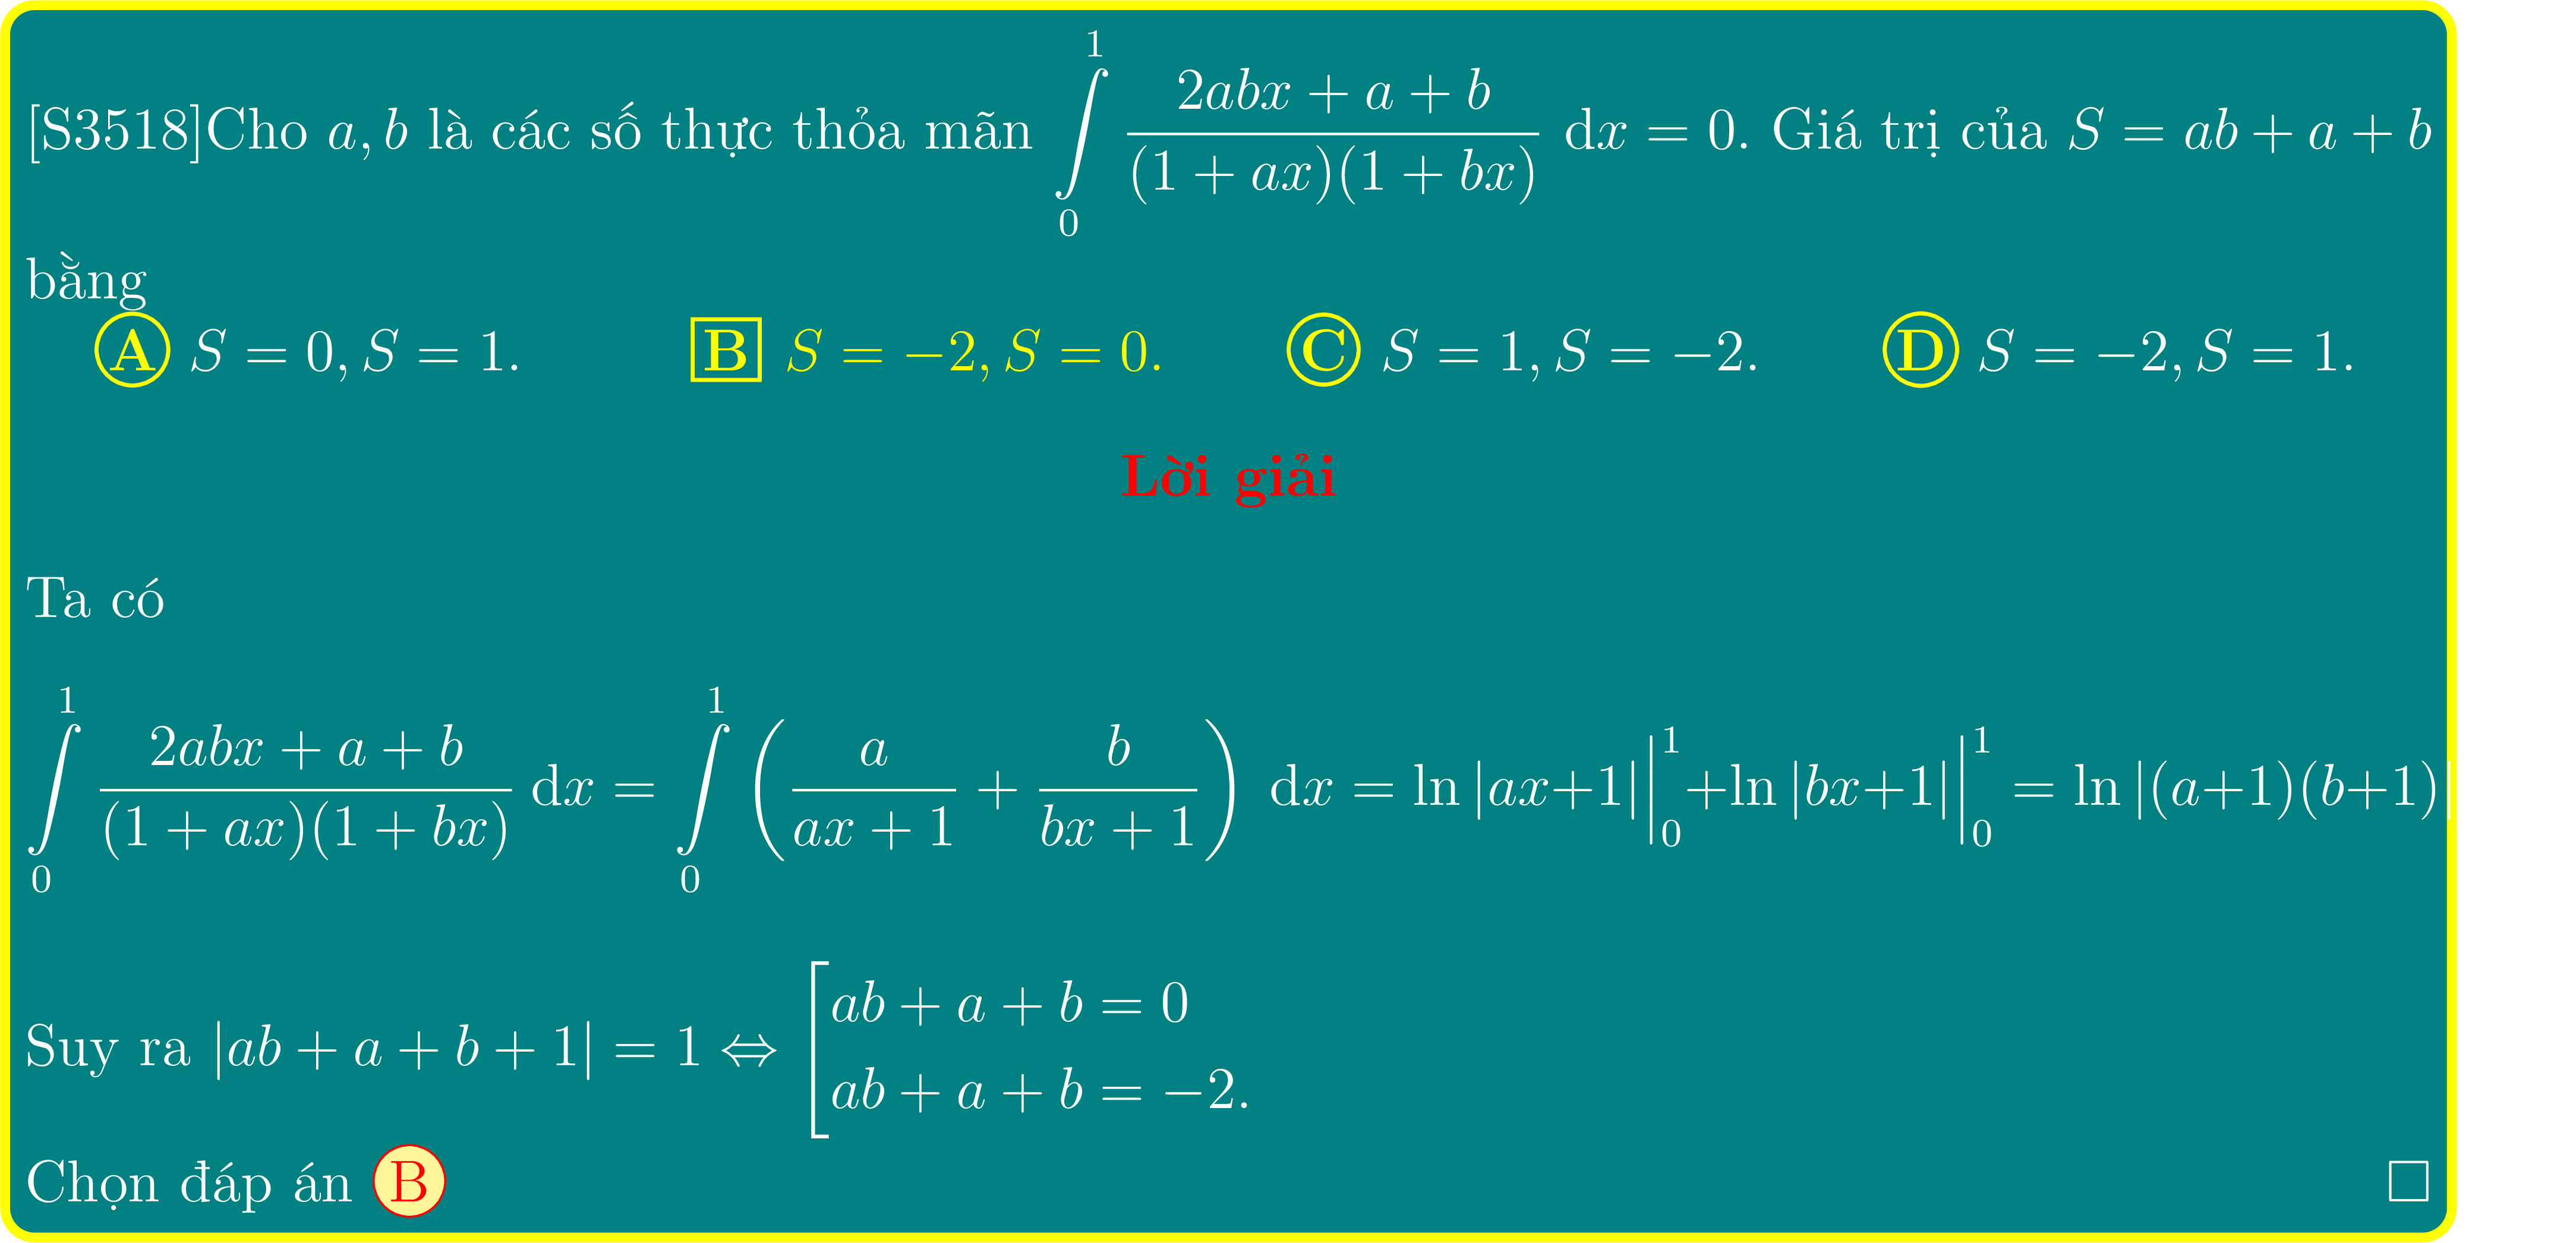 [S3518]Cho $a, b$ là các số thực thỏa mãn $\int\limits_0^1 \frac{2abx + a + b}{(1 + ax)(1 + bx)} \, \mathrm{d}x = 0$. Giá trị của $S = ab + a + b$
bằng
A $S = 0, S = 1.$ B $S = -2, S = 0.$ C $S = 1, S = -2.$ D $S = -2, S = 1.$
Lời giải
Ta có
$\int\limits_0^1 \frac{2abx + a + b}{(1 + ax)(1 + bx)} \, \mathrm{d}x = \int\limits_0^1 \left( \frac{a}{ax + 1} + \frac{b}{bx + 1} \right) \mathrm{d}x = \ln |ax+1| \Big|_0^1 + \ln |bx+1| \Big|_0^1 = \ln |(a+1)(b+1)|$
Suy ra $|ab + a + b + 1| = 1 \Leftrightarrow \left[ \begin{array}{l} ab + a + b = 0 \\ ab + a + b = -2. \end{array} \right.$
Chọn đáp án B □